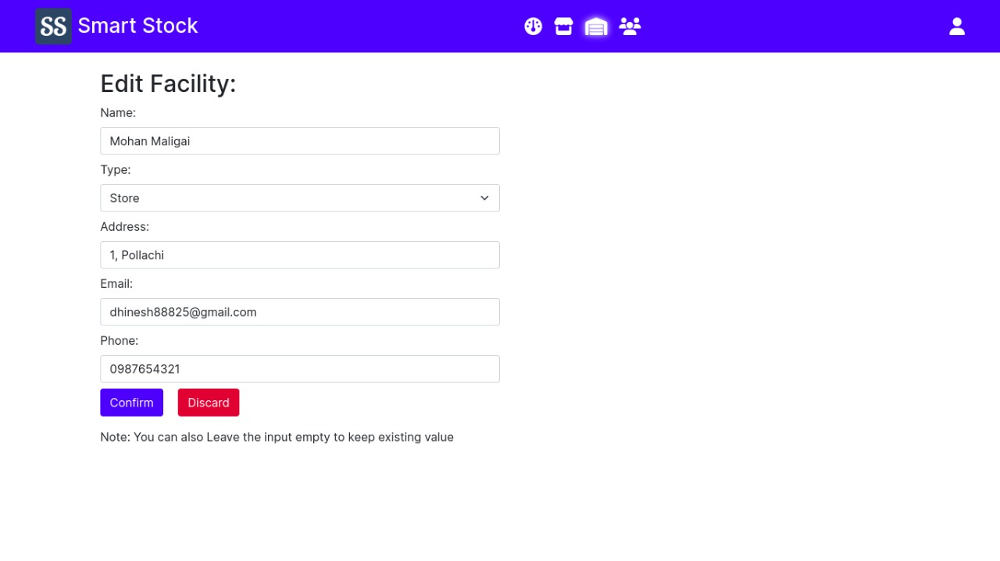 SS Smart Stock
Edit Facility:
Name:
Mohan Maligai
Type:
Store
Address:
1, Pollachi
Email:
dhinesh88825@gmail.com
Phone:
0987654321
Confirm Discard
Note: You can also Leave the input empty to keep existing value